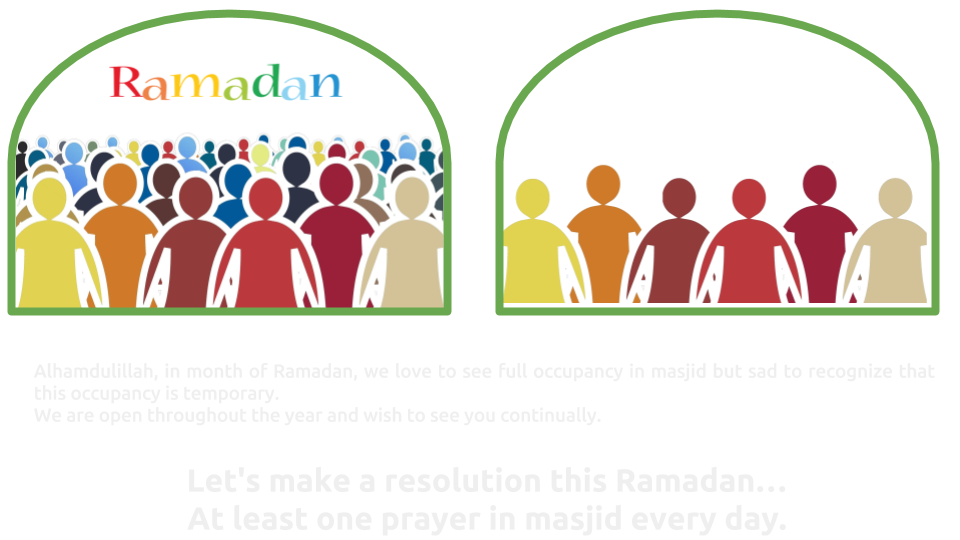 Ramadan
Alhamdulillah, in month of Ramadan, we love to see full occupancy in masjid but sad to recognize that
this occupancy is temporary.
We are open throughout the year and wish to see you continually.
Let's make a resolution this Ramadan...
At least one prayer in masjid every day.